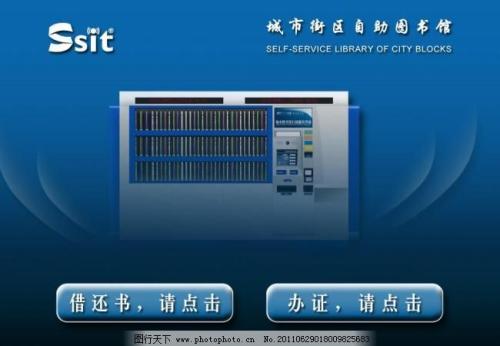 Ssit
城市街区自助图书馆
SELF-SERVICE LIBRARY OF CITY BLOCKS
借还书，请点击
办证，请点击
图行天下 www.photophoto.cn No.20110629018009825683